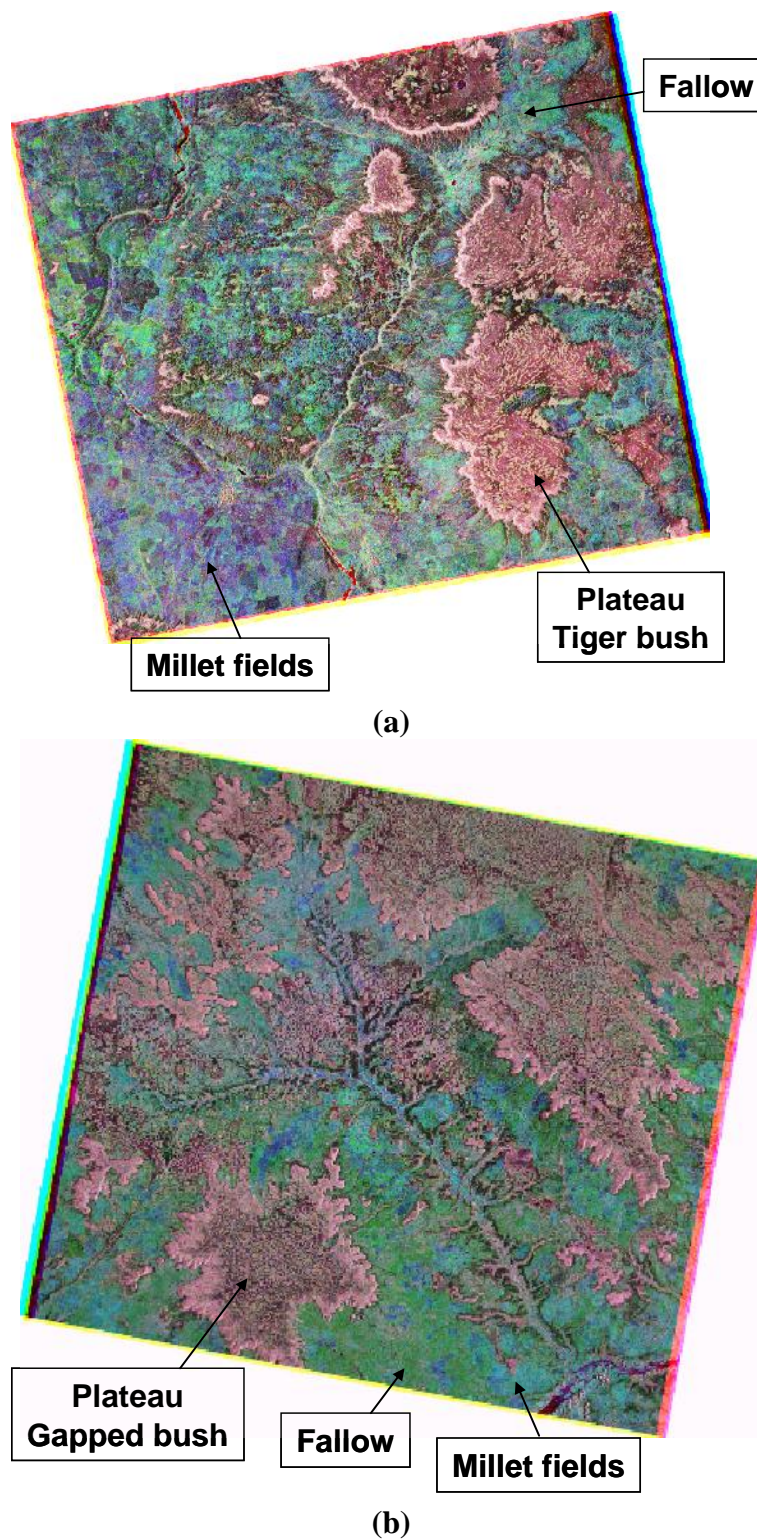 Fallow
Plateau
Tiger bush
Millet fields
(a)
Plateau
Gapped bush
Fallow
Millet fields
(b)